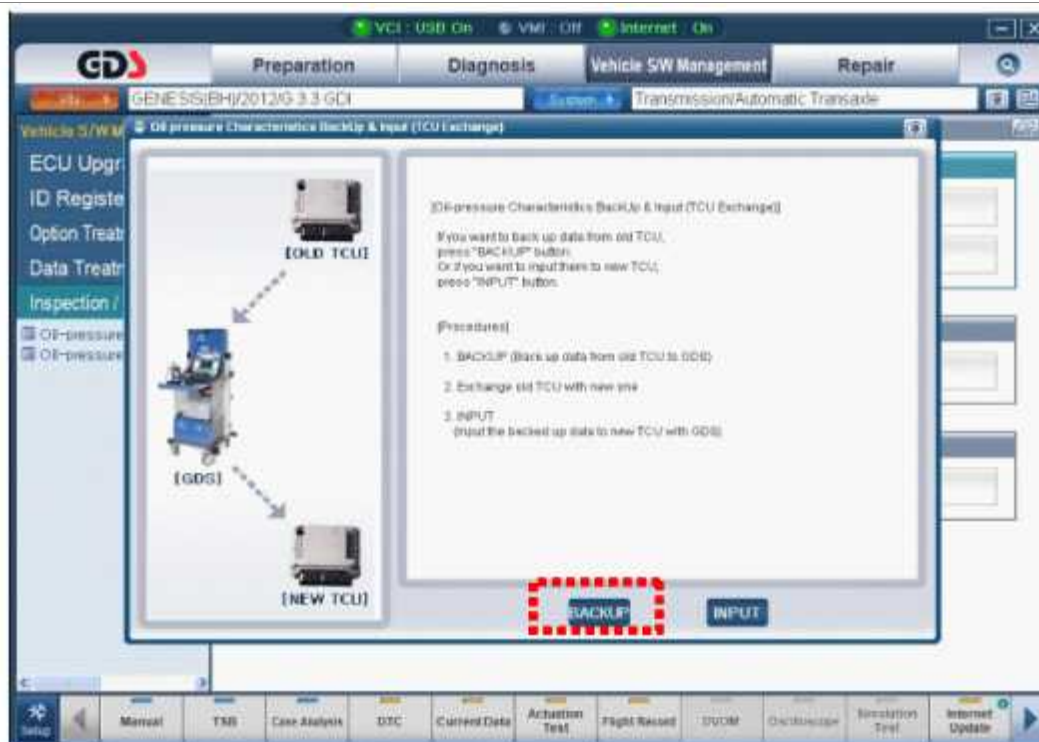 VCI : USB On VMI : Off Internet : On
GDS Preparation Diagnosis Vehicle S/W Management Repair
VIN GENESIS(BH)/2012/G 3.3 GDI System Transmission/Automatic Transaxle
Vehicle S/W M
Oil pressure Characteristics BackUp & Input (TCU Exchange)
ECU Upgr
ID Registe
Option Treatr
Data Treatr
Inspection /
Oil-pressure
Oil-pressure
[OLD TCU]
[GDS]
[NEW TCU]
[Oil-pressure Characteristics BackUp & Input (TCU Exchange)]
If you want to back up data from old TCU,
press "BACKUP" button.
Or if you want to input them to new TCU,
press "INPUT" button.
[Procedures]
1. BACKUP (Back up data from old TCU to GDS)
2. Exchange old TCU with new one
3. INPUT
(Input the backed up data to new TCU with GDS)
BACKUP INPUT
Setup Manual TSB Case Analysis DTC Current Data Actuation Test Flight Record DVOM Oscilloscope Simulation Test Internet Update